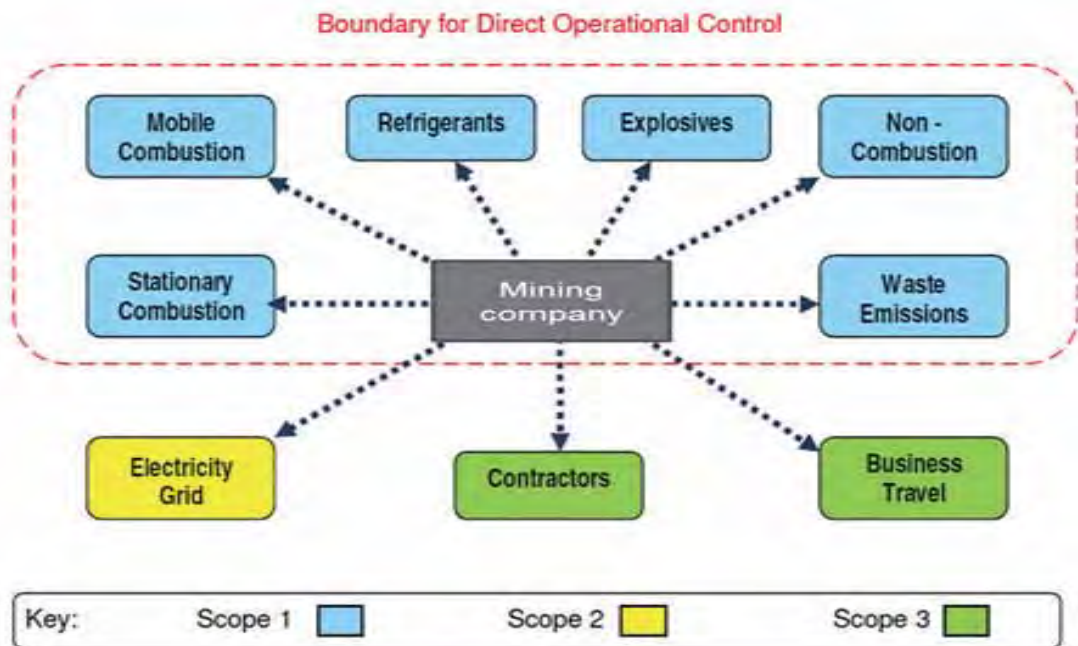 Boundary for Direct Operational Control
Mobile
Combustion
Refrigerants
Explosives
Non -
Combustion
Stationary
Combustion
Mining
company
Waste
Emissions
Electricity
Grid
Contractors
Business
Travel
Key: Scope 1 Scope 2 Scope 3